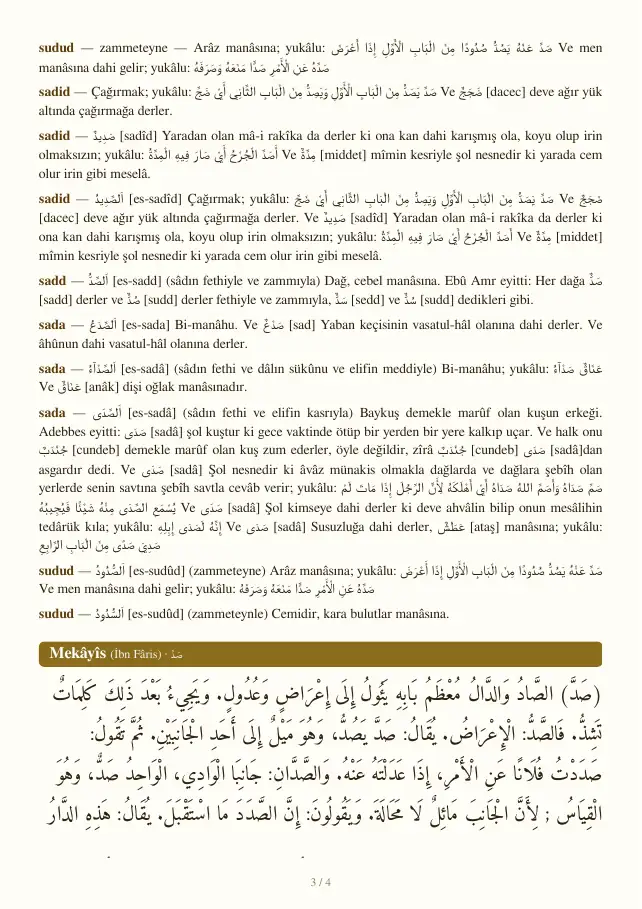 sudud — zammeteyne — Arâz manâsına; yukâlu: صَدَّ عَنْهُ يَصُدُّ صُدُودًا مِنَ الْبَابِ الْأَوَّلِ إِذَا أَعْرَضَ Ve men
manâsına dahi gelir; yukâlu: صَدَّهُ عَنِ الْأَمْرِ صَدًّا مَنَعَهُ وَصَرَفَهُ
sadid — Çağırmak; yukâlu: صَدَّ يَصُدُّ مِنَ الْبَابِ الْأَوَّلِ وَيَصِدُّ مِنَ الْبَابِ الثَّانِي أَيْ ضَجَّ Ve ضَجَجْ [dacec] deve ağır yük
altında çağırmağa derler.
sadid — صَدِيدٌ [sadîd] Yaradan olan mâ-i rakîka da derler ki ona kan dahi karışmış ola, koyu olup irin
olmaksızın; yukâlu: أَصَدَّ الْجُرْحُ أَيْ صَارَ فِيهِ الْمِدَّةُ Ve مِدَّةٌ [middet] mîmin kesriyle şol nesnedir ki yarada cem
olur irin gibi meselâ.
sadid — اَلصَّدِيدُ [es-sadîd] Çağırmak; yukâlu: صَدَّ يَصُدُّ مِنَ الْبَابِ الْأَوَّلِ وَيَصِدُّ مِنَ الْبَابِ الثَّانِي أَيْ ضَجَّ Ve ضَجَجْ
[dacec] deve ağır yük altında çağırmağa derler. Ve صَدِيدٌ [sadîd] Yaradan olan mâ-i rakîka da derler ki
ona kan dahi karışmış ola, koyu olup irin olmaksızın; yukâlu: أَصَدَّ الْجُرْحُ أَيْ صَارَ فِيهِ الْمِدَّةُ Ve مِدَّةٌ [middet]
mîmin kesriyle şol nesnedir ki yarada cem olur irin gibi meselâ.
sadd — اَلصَّدُّ [es-sadd] (sâdın fethiyle ve zammıyla) Dağ, cebel manâsına. Ebû Amr eyitti: Her dağa صَدٌّ
[sadd] derler ve صُدٌّ [sudd] derler fethiyle ve zammıyla, سَدٌّ [sedd] ve سُدٌّ [sudd] dedikleri gibi.
sada — اَلصَّدَعُ [es-sada] Bi-manâhu. Ve صَدَعٌ [sad] Yaban keçisinin vasatul-hâl olanına dahi derler. Ve
âhûnun dahi vasatul-hâl olanına derler.
sada — اَلصَّدْآهُ [es-sadâ] (sâdın fethi ve dâlın sükûnu ve elifin meddiyle) Bi-manâhu; yukâlu: عَنَاقٌ صَدْآهُ
Ve عَنَاقٌ [anâk] dişi oğlak manâsınadır.
sada — اَلصَّدَى [es-sadâ] (sâdın fethi ve elifin kasrıyla) Baykuş demekle marûf olan kuşun erkeği.
Adebbes eyitti: صَدَى [sadâ] şol kuştur ki gece vaktinde ötüp bir yerden bir yere kalkıp uçar. Ve halk onu
جُنْدَبٌ [cundeb] demekle marûf olan kuş zum ederler, öyle değildir, zîrâ جُنْدَبٌ [cundeb] صَدَى [sadâ]dan
asgardır dedi. Ve صَدَى [sadâ] Şol nesnedir ki âvâz münakis olmakla dağlarda ve dağlara şebîh olan
yerlerde senin savtına şebîh savtla cevâb verir; yukâlu: صَمَّ صَدَاهُ وَأَصَمَّ اللهُ صَدَاهُ أَيْ أَهْلَكَهُ لِأَنَّ الرَّجُلَ إِذَا مَاتَ لَمْ
يُسْمَعِ الصَّدَى مِنْهُ شَيْئًا فَيُجِيبُهُ Ve صَدَى [sadâ] Şol kimseye dahi derler ki deve ahvâlin bilip onun mesâlihin
tedârük kıla; yukâlu: إِنَّهُ لَصَدَى إِبِلِهِ Ve صَدَى [sadâ] Susuzluğa dahi derler, عَطَشٌ [ataş] manâsına; yukâlu:
صَدِيَ صَدًى مِنَ الْبَابِ الرَّابِعِ
sudud — اَلصُّدُودُ [es-sudûd] (zammeteyne) Arâz manâsına; yukâlu: صَدَّ عَنْهُ يَصُدُّ صُدُودًا مِنَ الْبَابِ الْأَوَّلِ إِذَا أَعْرَضَ
Ve men manâsına dahi gelir; yukâlu: صَدَّهُ عَنِ الْأَمْرِ صَدًّا مَنَعَهُ وَصَرَفَهُ
sudud — اَلسُّدُودُ [es-sudûd] (zammeteynle) Cemidir, kara bulutlar manâsına.
Mekâyîs (İbn Fâris) · صَدَّ
(صَدَّ) الصَّادُ وَالدَّالُ مُعْظَمُ بَابِهِ يَئُولُ إِلَى إِعْرَاضٍ وَعُدُولٍ. وَيَجِيءُ بَعْدَ ذَلِكَ كَلِمَاتٌ
تَشِذُّ. فَالصَّدُّ: الْإِعْرَاضُ. يُقَالُ: صَدَّ يَصُدُّ، وَهُوَ مَيْلٌ إِلَى أَحَدِ الْجَانِبَيْنِ. ثُمَّ تَقُولُ:
صَدَدْتُ فُلَانًا عَنِ الْأَمْرِ، إِذَا عَدَلْتَهُ عَنْهُ. وَالصَّدَّانِ: جَانِبَا الْوَادِي، الْوَاحِدُ صَدٌّ، وَهُوَ
الْقِيَاسُ ; لِأَنَّ الْجَانِبَ مَائِلٌ لَا مَحَالَةَ. وَيَقُولُونَ: إِنَّ الصَّدَدَ مَا اسْتَقْبَلَ. يُقَالُ: هَذِهِ الدَّارُ
3 / 4